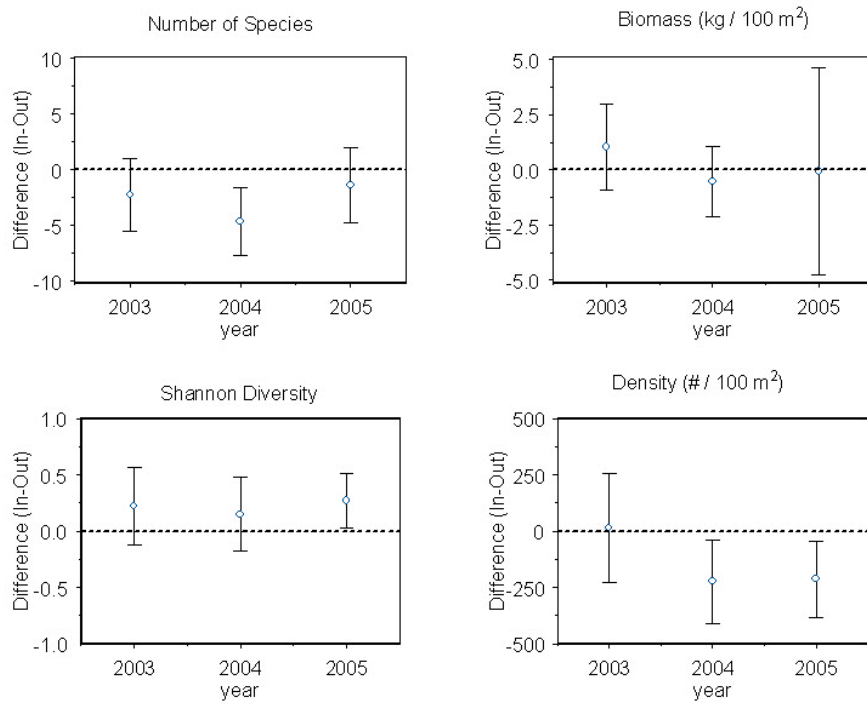 Number of Species
Difference (In-Out)
10
5
0
-5
-10
2003 2004 2005
year
Biomass (kg / 100 m²)
Difference (In-Out)
5.0
2.5
0.0
-2.5
-5.0
2003 2004 2005
year
Shannon Diversity
Difference (In-Out)
1.0
0.5
0.0
-0.5
-1.0
2003 2004 2005
year
Density (# / 100 m²)
Difference (In-Out)
500
250
0
-250
-500
2003 2004 2005
year